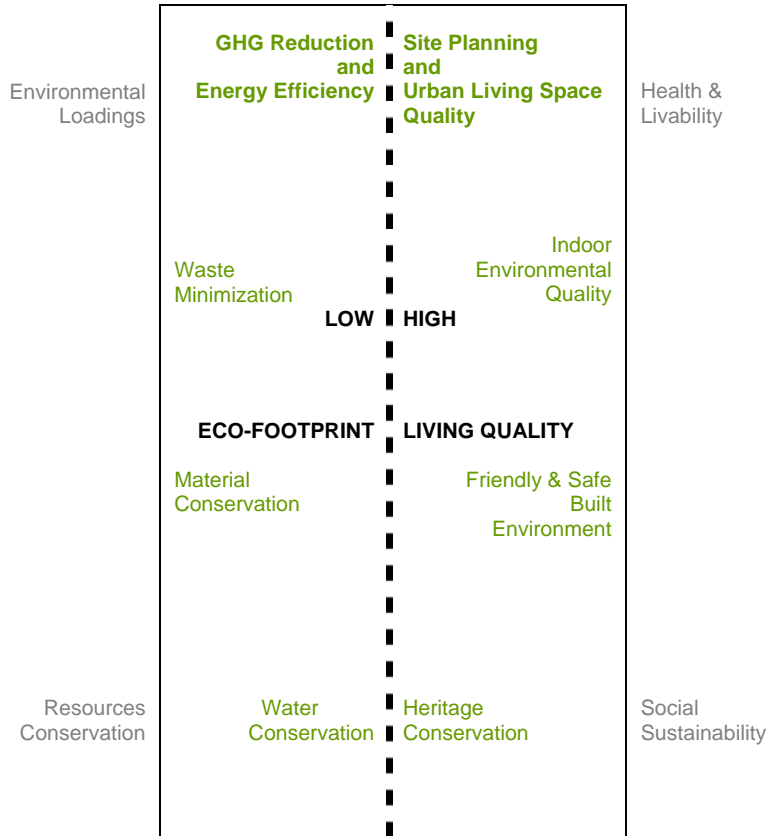 GHG Reduction
and
Energy Efficiency
Site Planning
and
Urban Living Space
Quality
Environmental
Loadings
Health &
Livability
Waste
Minimization
Indoor
Environmental
Quality
LOW
HIGH
ECO-FOOTPRINT
LIVING QUALITY
Material
Conservation
Friendly & Safe
Built
Environment
Resources
Conservation
Water
Conservation
Heritage
Conservation
Social
Sustainability